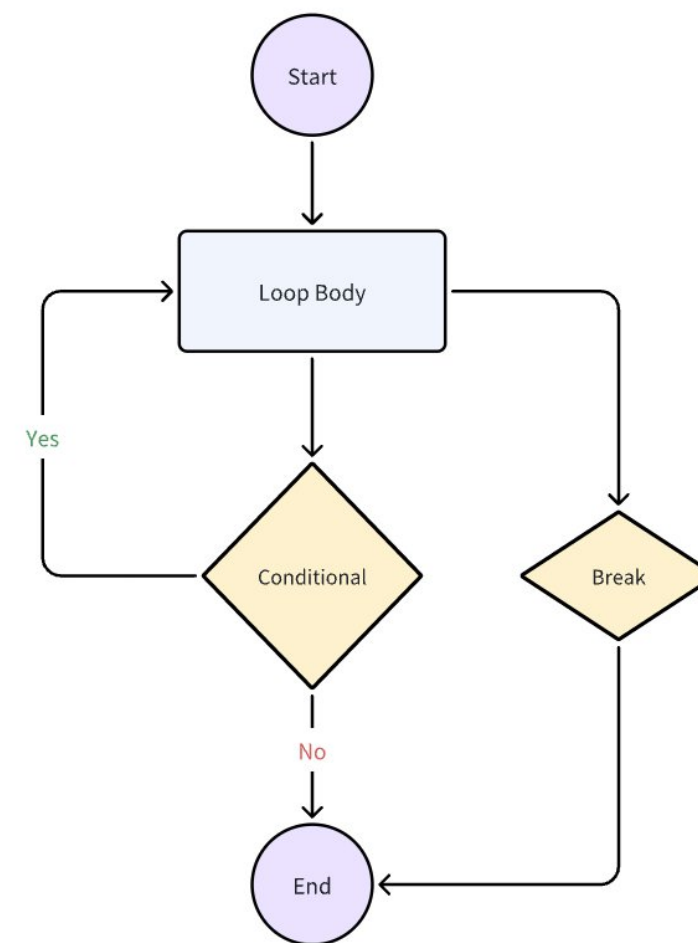 Start
Loop Body
Yes
Conditional
Break
No
End